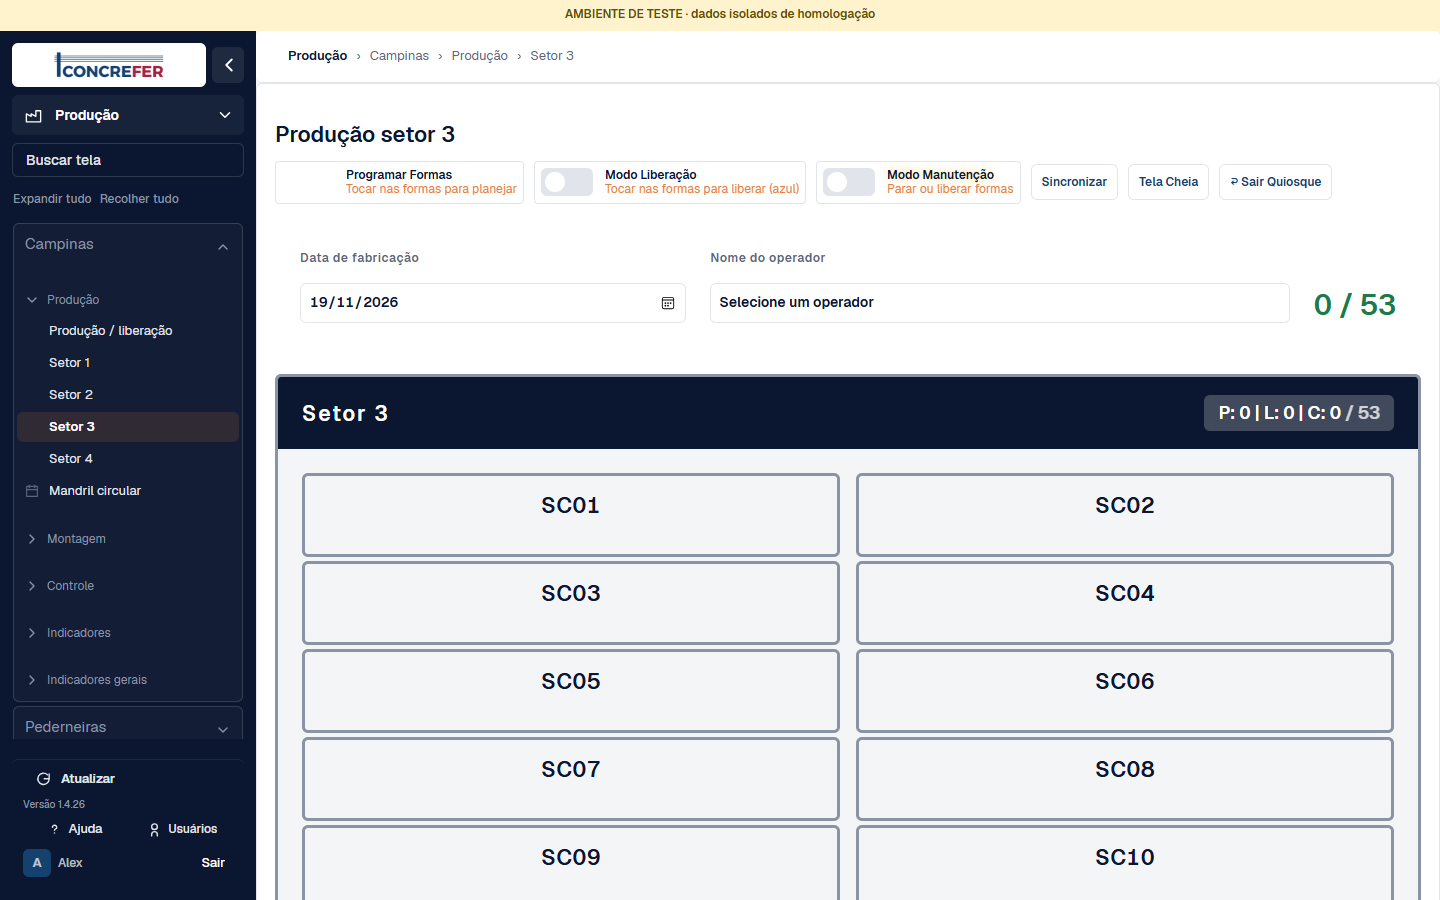 AMBIENTE DE TESTE · dados isolados de homologação
CONCREFER
Produção
Buscar tela
Expandir tudo Recolher tudo
Campinas
Produção
Produção / liberação
Setor 1
Setor 2
Setor 3
Setor 4
Mandril circular
Montagem
Controle
Indicadores
Indicadores gerais
Pederneiras
Atualizar
Versão 1.4.26
? Ajuda Usuários
A Alex Sair
Produção › Campinas › Produção › Setor 3
Produção setor 3
Programar Formas
Tocar nas formas para planejar
Modo Liberação
Tocar nas formas para liberar (azul)
Modo Manutenção
Parar ou liberar formas
Sincronizar
Tela Cheia
Sair Quiosque
Data de fabricação
19/11/2026
Nome do operador
Selecione um operador
0 / 53
Setor 3
P: 0 | L: 0 | C: 0 / 53
SC01 SC02
SC03 SC04
SC05 SC06
SC07 SC08
SC09 SC10